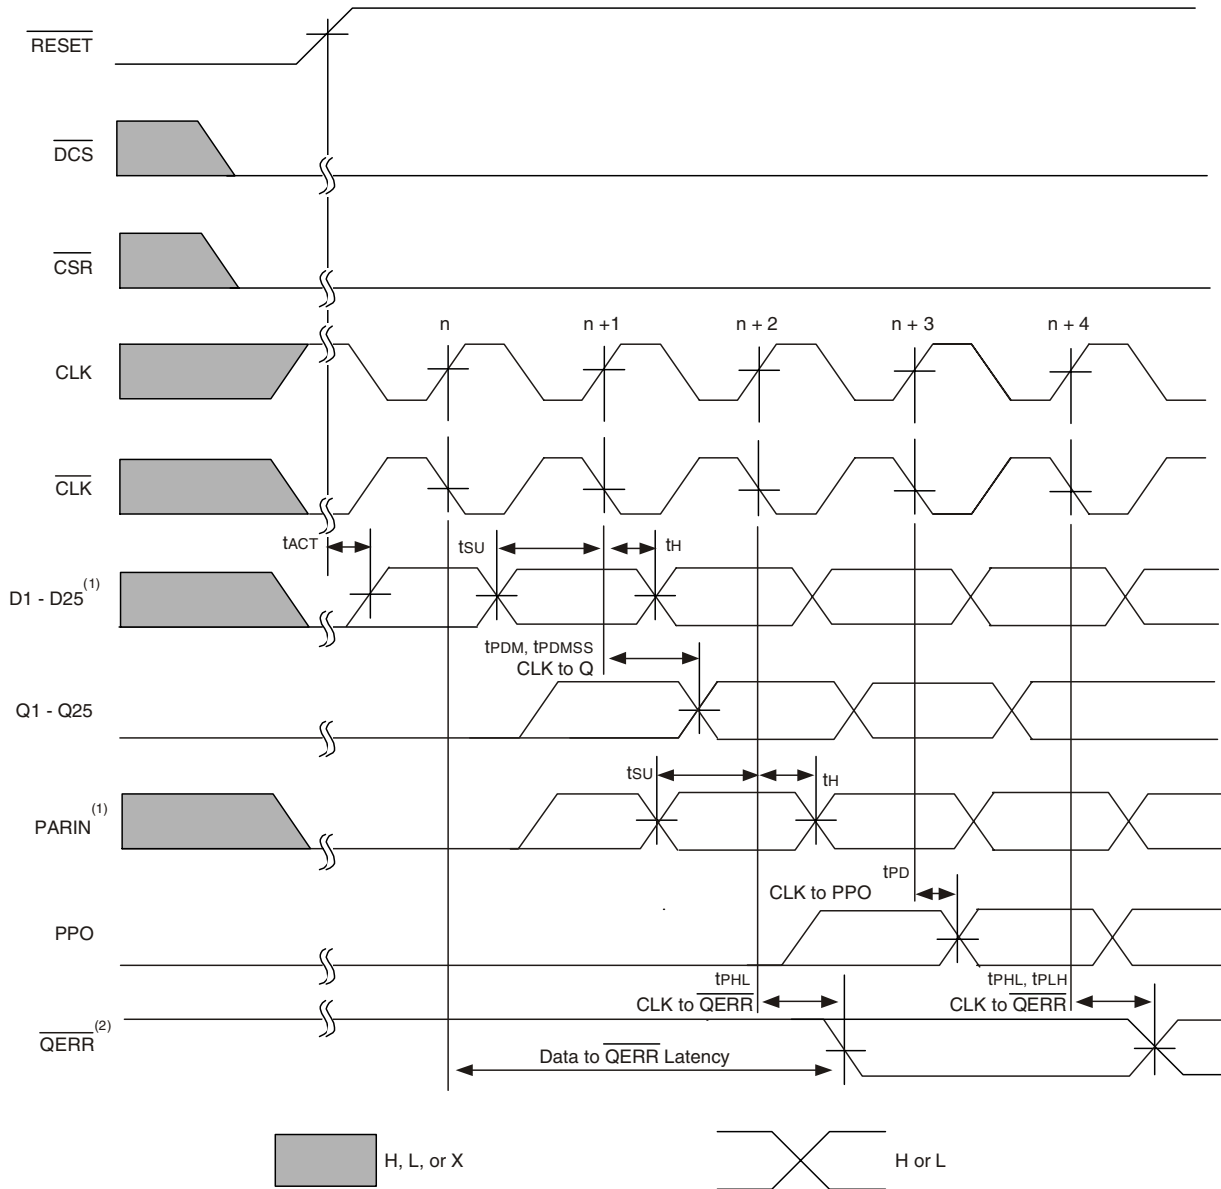 RESET
DCS
CSR
n n +1 n + 2 n + 3 n + 4
CLK
CLK
tACT tSU tH
D1 - D25(1)
tPDM, tPDMSS
CLK to Q
Q1 - Q25
tSU tH
PARIN(1)
tPD
CLK to PPO
PPO
tPHL tPHL, tPLH
CLK to QERR CLK to QERR
QERR(2)
Data to QERR Latency
H, L, or X H or L